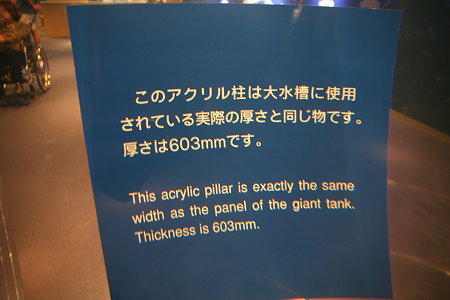 このアクリル柱は大水槽に使用
されている実際の厚さと同じ物です。
厚さは603mmです。
This acrylic pillar is exactly the same
width as the panel of the giant tank.
Thickness is 603mm.